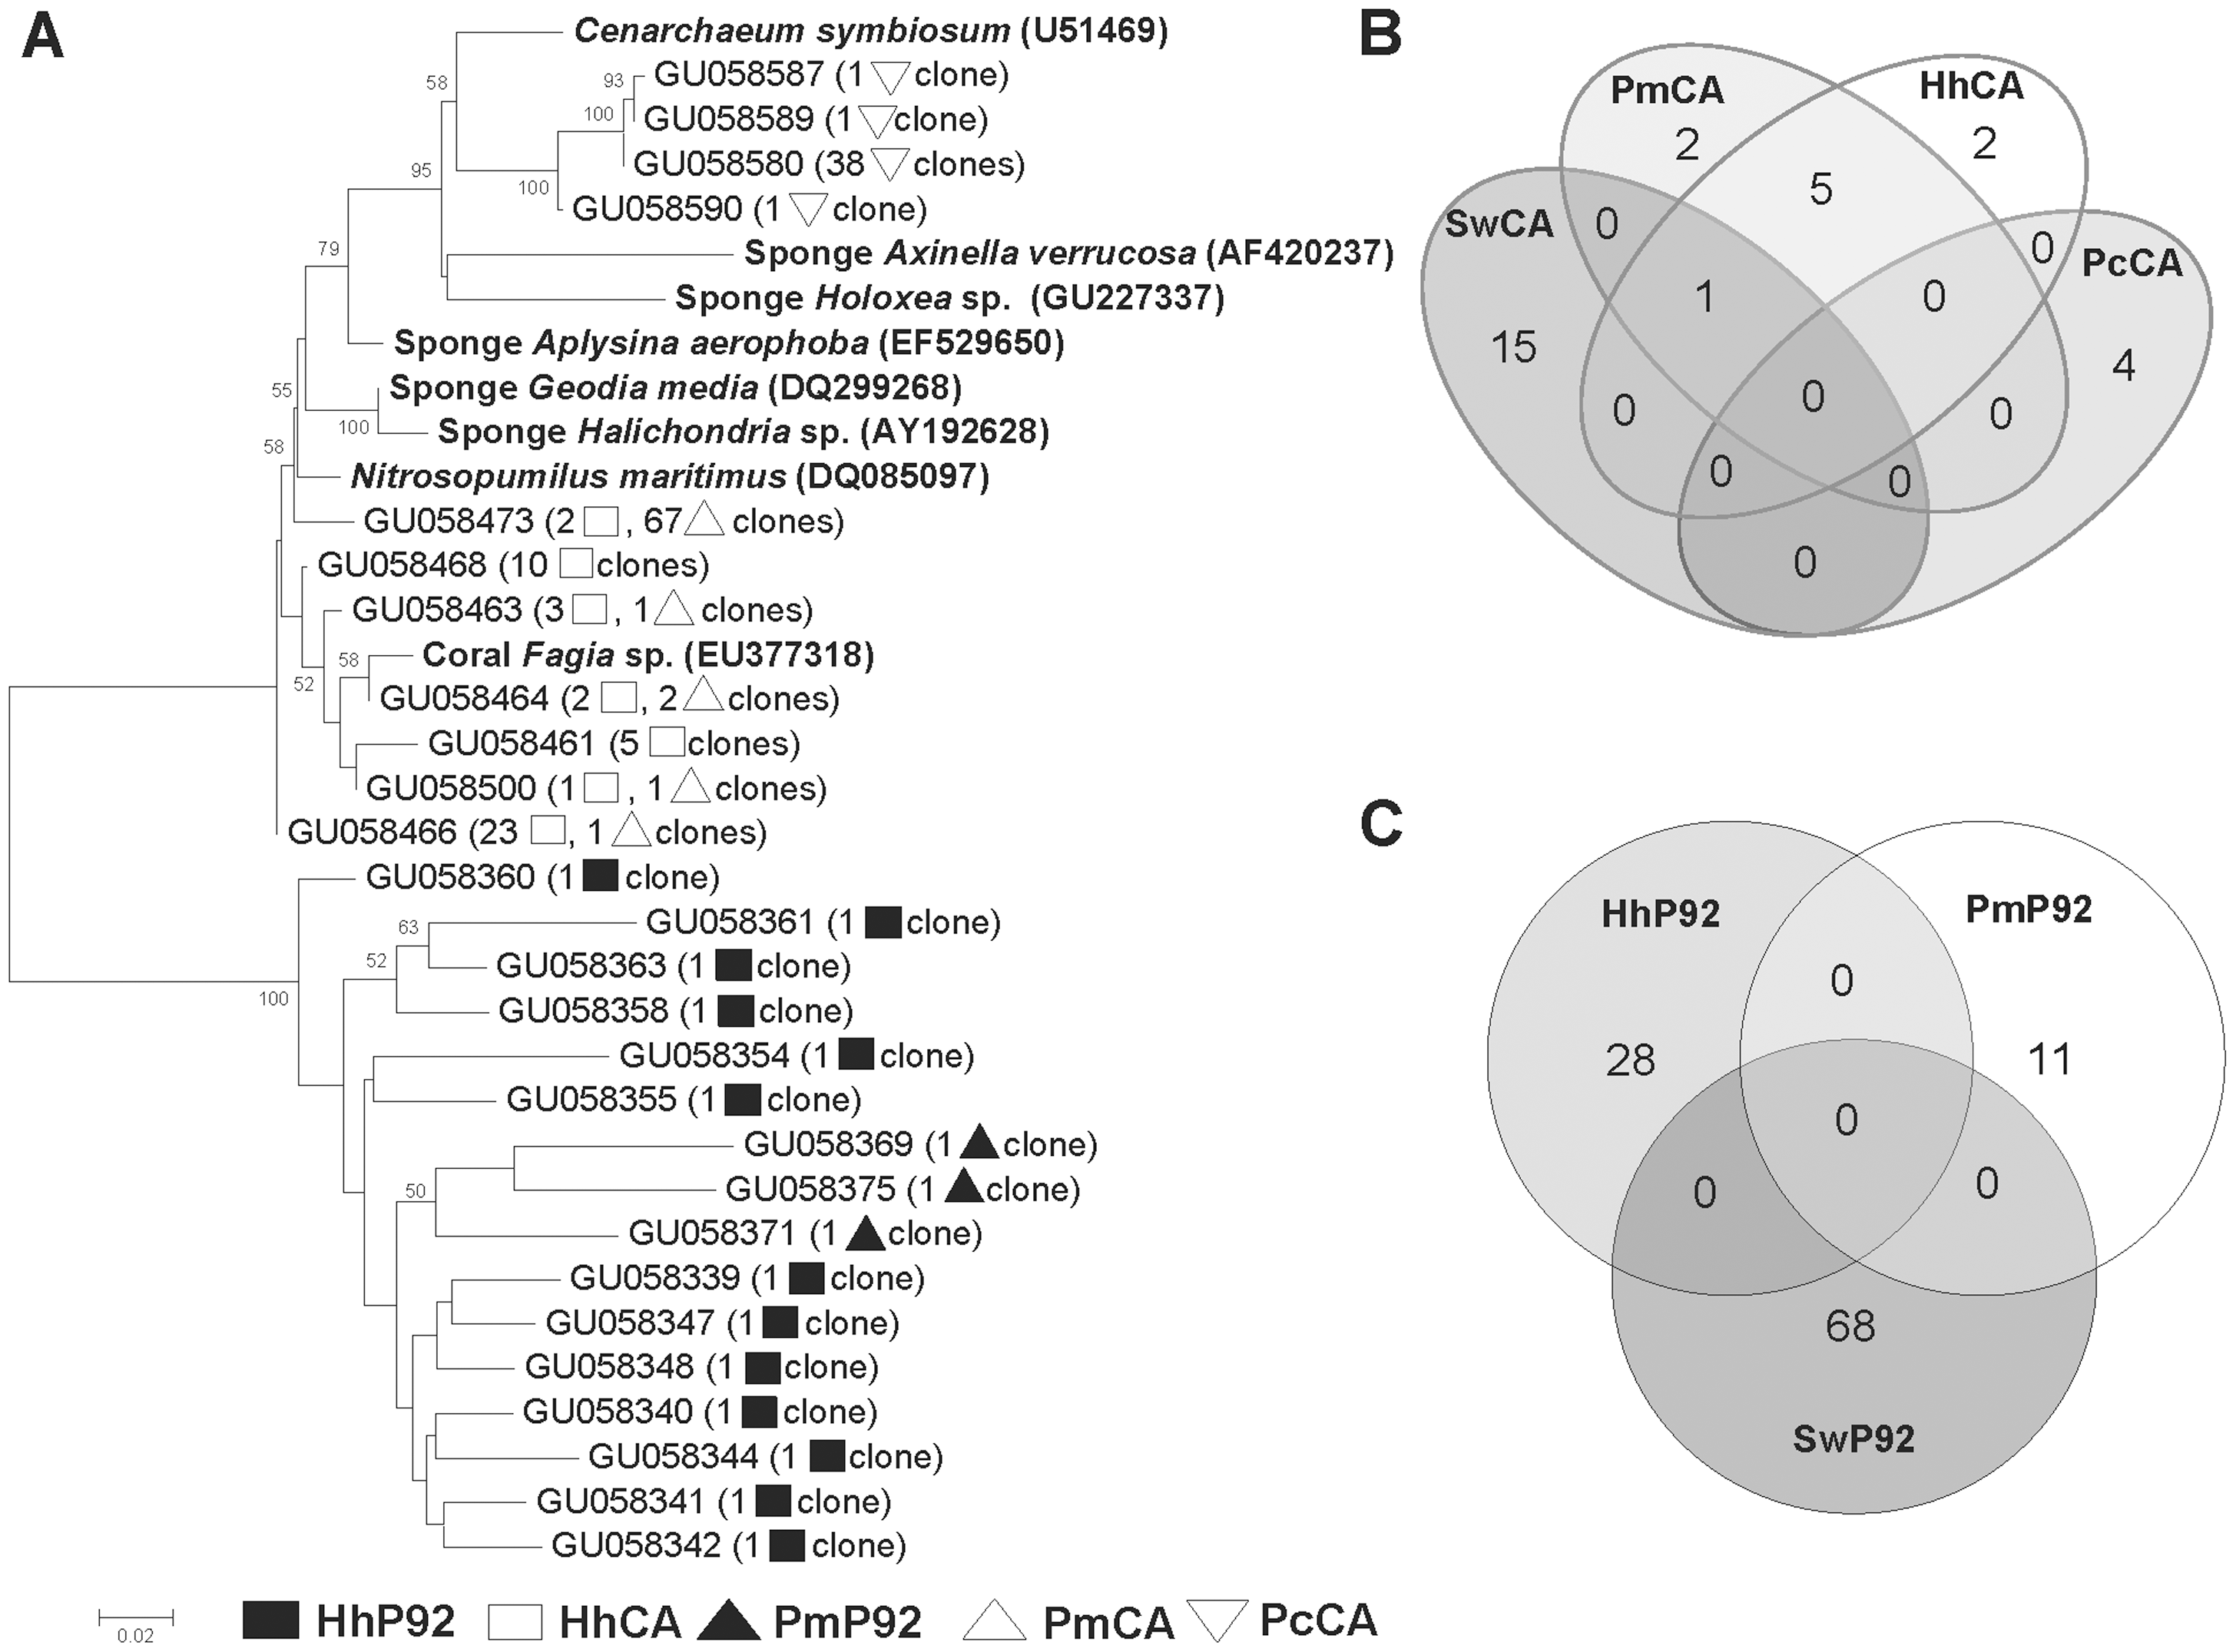 A
Cenarchaeum symbiosum (U51469)
58
93
GU058587 (1 clone)
100
GU058589 (1 clone)
GU058580 (38 clones)
95
100
GU058590 (1 clone)
79
Sponge Axinella verrucosa (AF420237)
Sponge Holoxea sp. (GU227337)
Sponge Aplysina aerophoba (EF529650)
55
Sponge Geodia media (DQ299268)
100
Sponge Halichondria sp. (AY192628)
58
Nitrosopumilus maritimus (DQ085097)
GU058473 (2 , 67 clones)
GU058468 (10 clones)
GU058463 (3 , 1 clones)
58
Coral Fagia sp. (EU377318)
52
GU058464 (2 , 2 clones)
GU058461 (5 clones)
GU058500 (1 , 1 clones)
GU058466 (23 , 1 clones)
GU058360 (1 clone)
63
GU058361 (1 clone)
52
GU058363 (1 clone)
100
GU058358 (1 clone)
GU058354 (1 clone)
GU058355 (1 clone)
GU058369 (1 clone)
50
GU058375 (1 clone)
GU058371 (1 clone)
GU058339 (1 clone)
GU058347 (1 clone)
GU058348 (1 clone)
GU058340 (1 clone)
GU058344 (1 clone)
GU058341 (1 clone)
GU058342 (1 clone)
0.02
HhP92 HhCA PmP92 PmCA PcCA
B
PmCA HhCA
2 2
5
SwCA 0 0 PcCA
1 0
15 4
0 0 0
0 0
0
C
HhP92 PmP92
0
28 11
0
0 0
68
SwP92